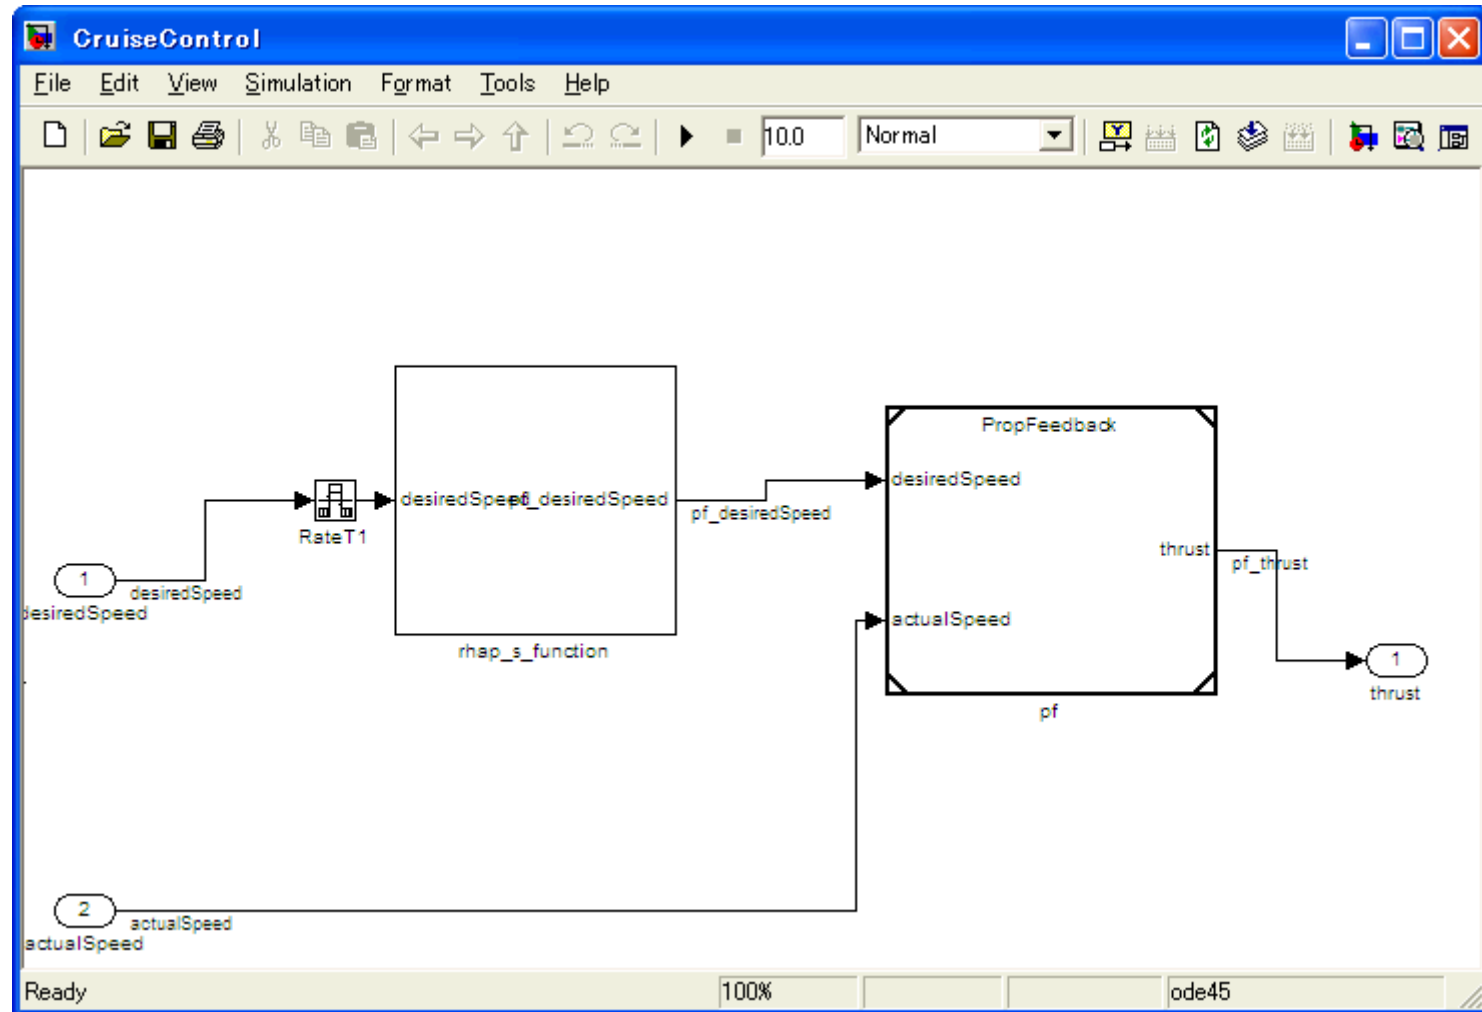 CruiseControl
File Edit View Simulation Format Tools Help
10.0 Normal
PropFeedback
desiredSpeed
desiredSpeed pf_desiredSpeed
pf_desiredSpeed
RateT1
thrust
pf_thrust
1
desiredSpeed
desiredSpeed
actualSpeed
rhap_s_function
1
thrust
pf
2
actualSpeed
actualSpeed
Ready 100% ode45